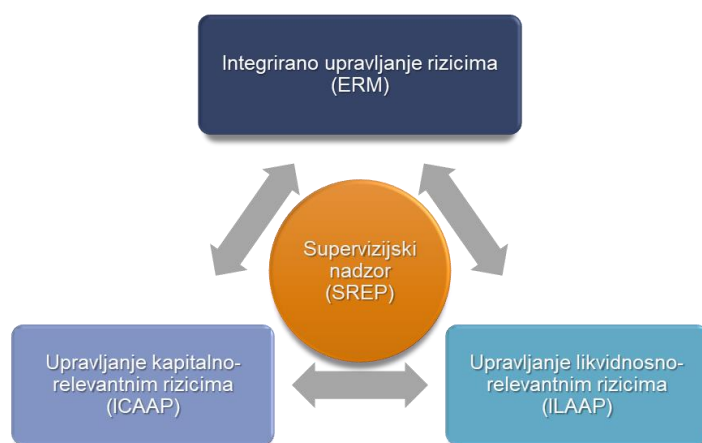 Integrirano upravljanje rizicima
(ERM)
Supervizijski
nadzor
(SREP)
Upravljanje kapitalno-
relevantnim rizicima
(ICAAP)
Upravljanje likvidnosno-
relevantnim rizicima
(ILAAP)